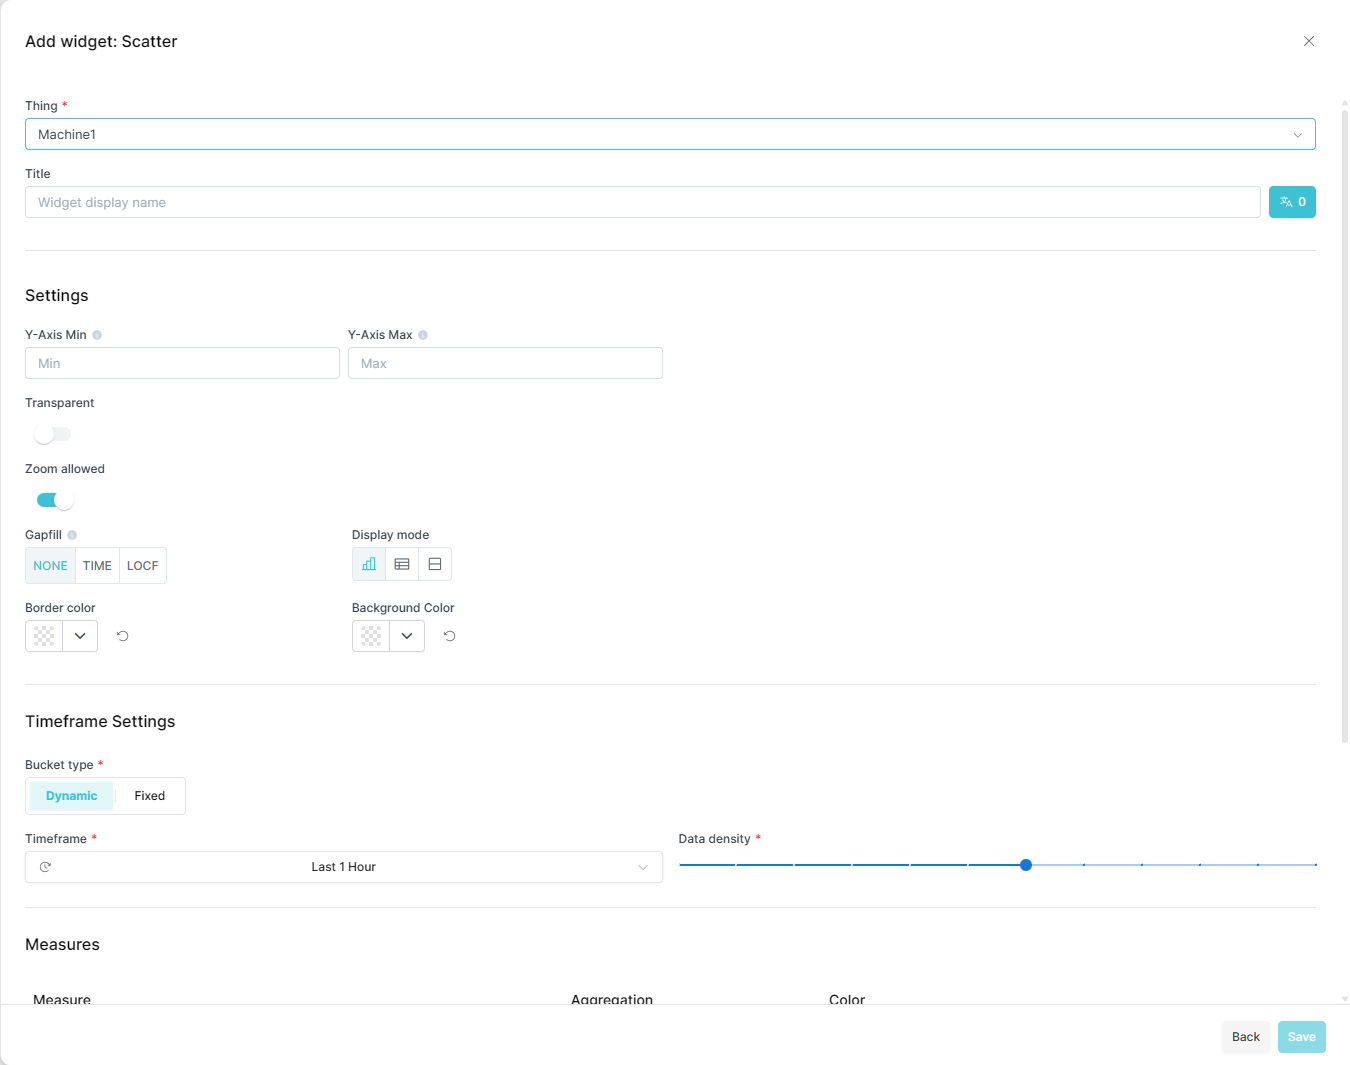 Add widget: Scatter
Thing *
Machine1
Title
Widget display name
0
Settings
Y-Axis Min
Y-Axis Max
Min
Max
Transparent
Zoom allowed
Gapfill
Display mode
NONE TIME LOCF
Border color
Background Color
Timeframe Settings
Bucket type *
Dynamic Fixed
Timeframe *
Data density *
Last 1 Hour
Measures
Measure Aggregation Color
Back Save